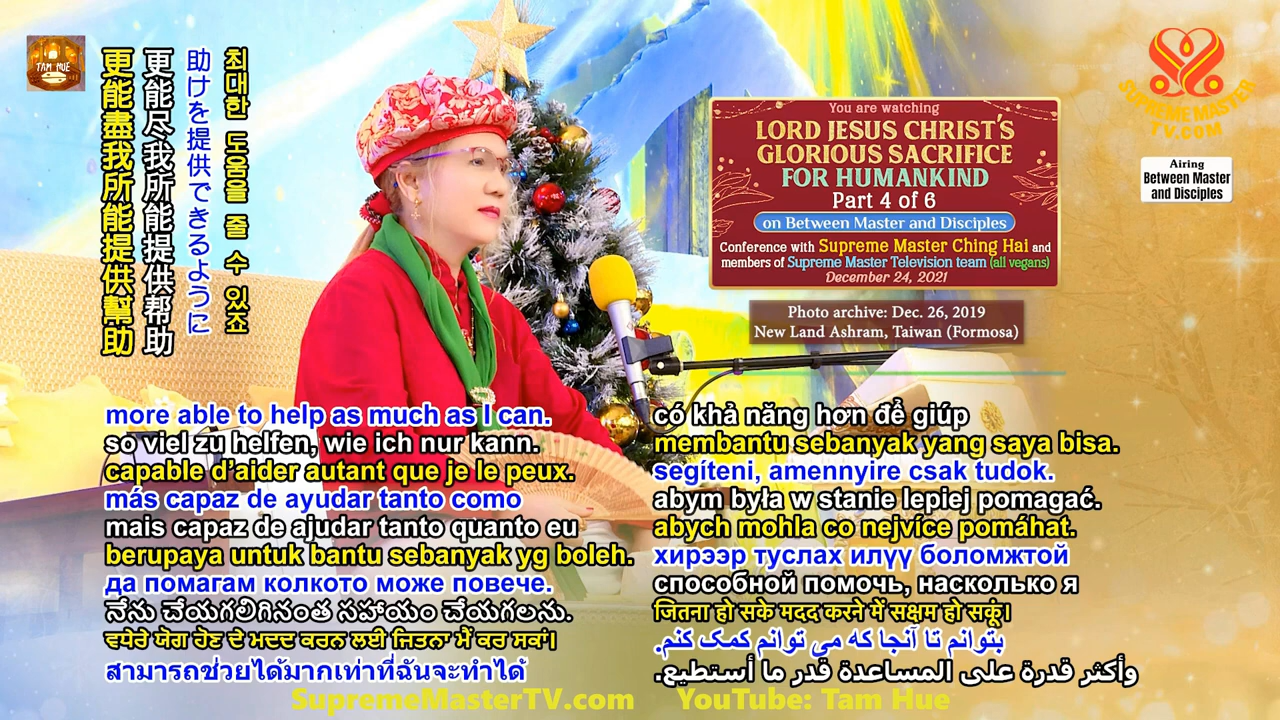 TAM HUE
최대한 도움을 줄 수 있죠
助けを提供できるように
更能尽我所能提供帮助
更能盡我所能提供幫助
You are watching
LORD JESUS CHRIST'S
GLORIOUS SACRIFICE
FOR HUMANKIND
Part 4 of 6
on Between Master and Disciples
Conference with Supreme Master Ching Hai and
members of Supreme Master Television team (all vegans)
December 24, 2021
Photo archive: Dec. 26, 2019
New Land Ashram, Taiwan (Formosa)
SUPREME MASTER
TV.COM
Airing
Between Master
and Disciples
more able to help as much as I can.
so viel zu helfen, wie ich nur kann.
capable d'aider autant que je le peux.
más capaz de ayudar tanto como
mais capaz de ajudar tanto quanto eu
berupaya untuk bantu sebanyak yg boleh.
да помагам колкото може повече.
నేను చేయగలిగినంత సహాయం చేయగలను.
ਵਧੇਰੇ ਯੋਗ ਹੋਣ ਦੇ ਮਦਦ ਕਰਨ ਲਈ ਜਿਤਨਾ ਮੈਂ ਕਰ ਸਕਾਂ।
สามารถช่วยได้มากเท่าที่ฉันจะทำได้
có khả năng hơn để giúp
membantu sebanyak yang saya bisa.
segíteni, amennyire csak tudok.
abym była w stanie lepiej pomagać.
abych mohla co nejvíce pomáhat.
хирээр туслах илүү боломжтой
способной помочь, насколько я
जितना हो सके मदद करने में सक्षम हो सकूं।
بتوانم تا آنجا که می توانم کمک کنم.
وأكثر قدرة على المساعدة قدر ما أستطيع.
SupremeMasterTV.com
YouTube: Tam Hue